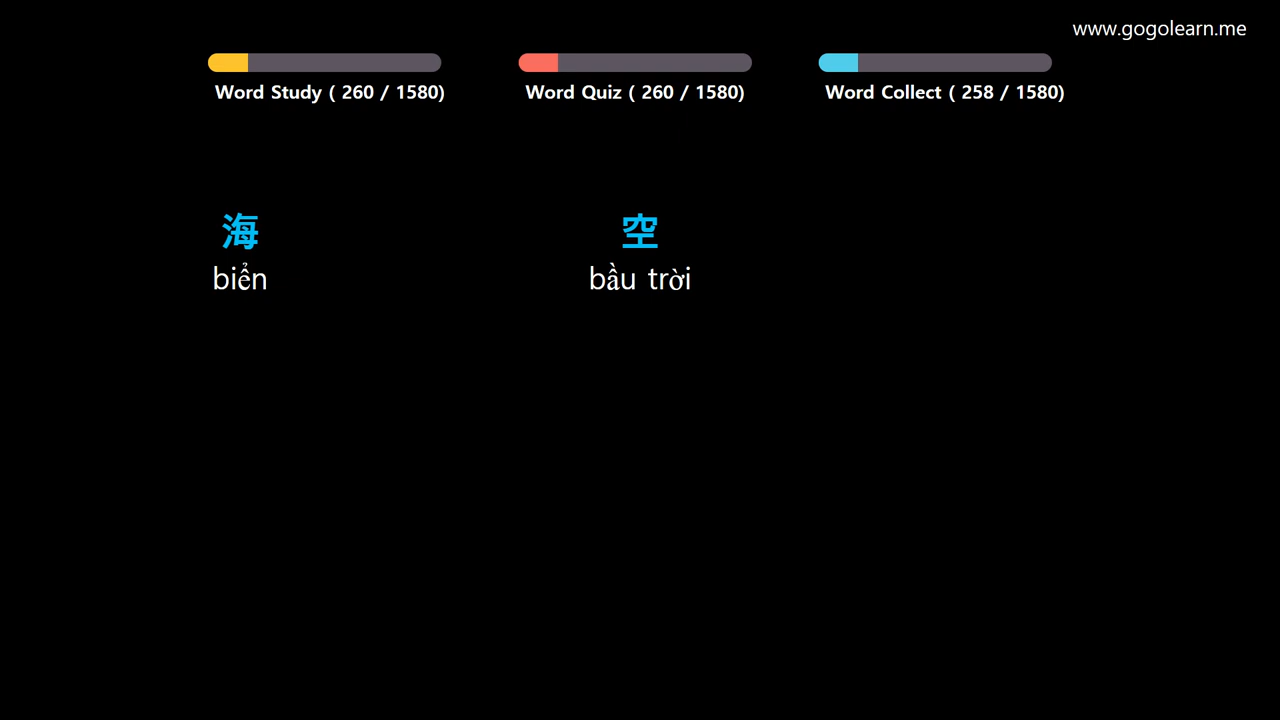 www.gogolearn.me
Word Study ( 260 / 1580)
Word Quiz ( 260 / 1580)
Word Collect ( 258 / 1580)
海
biển
空
bầu trời